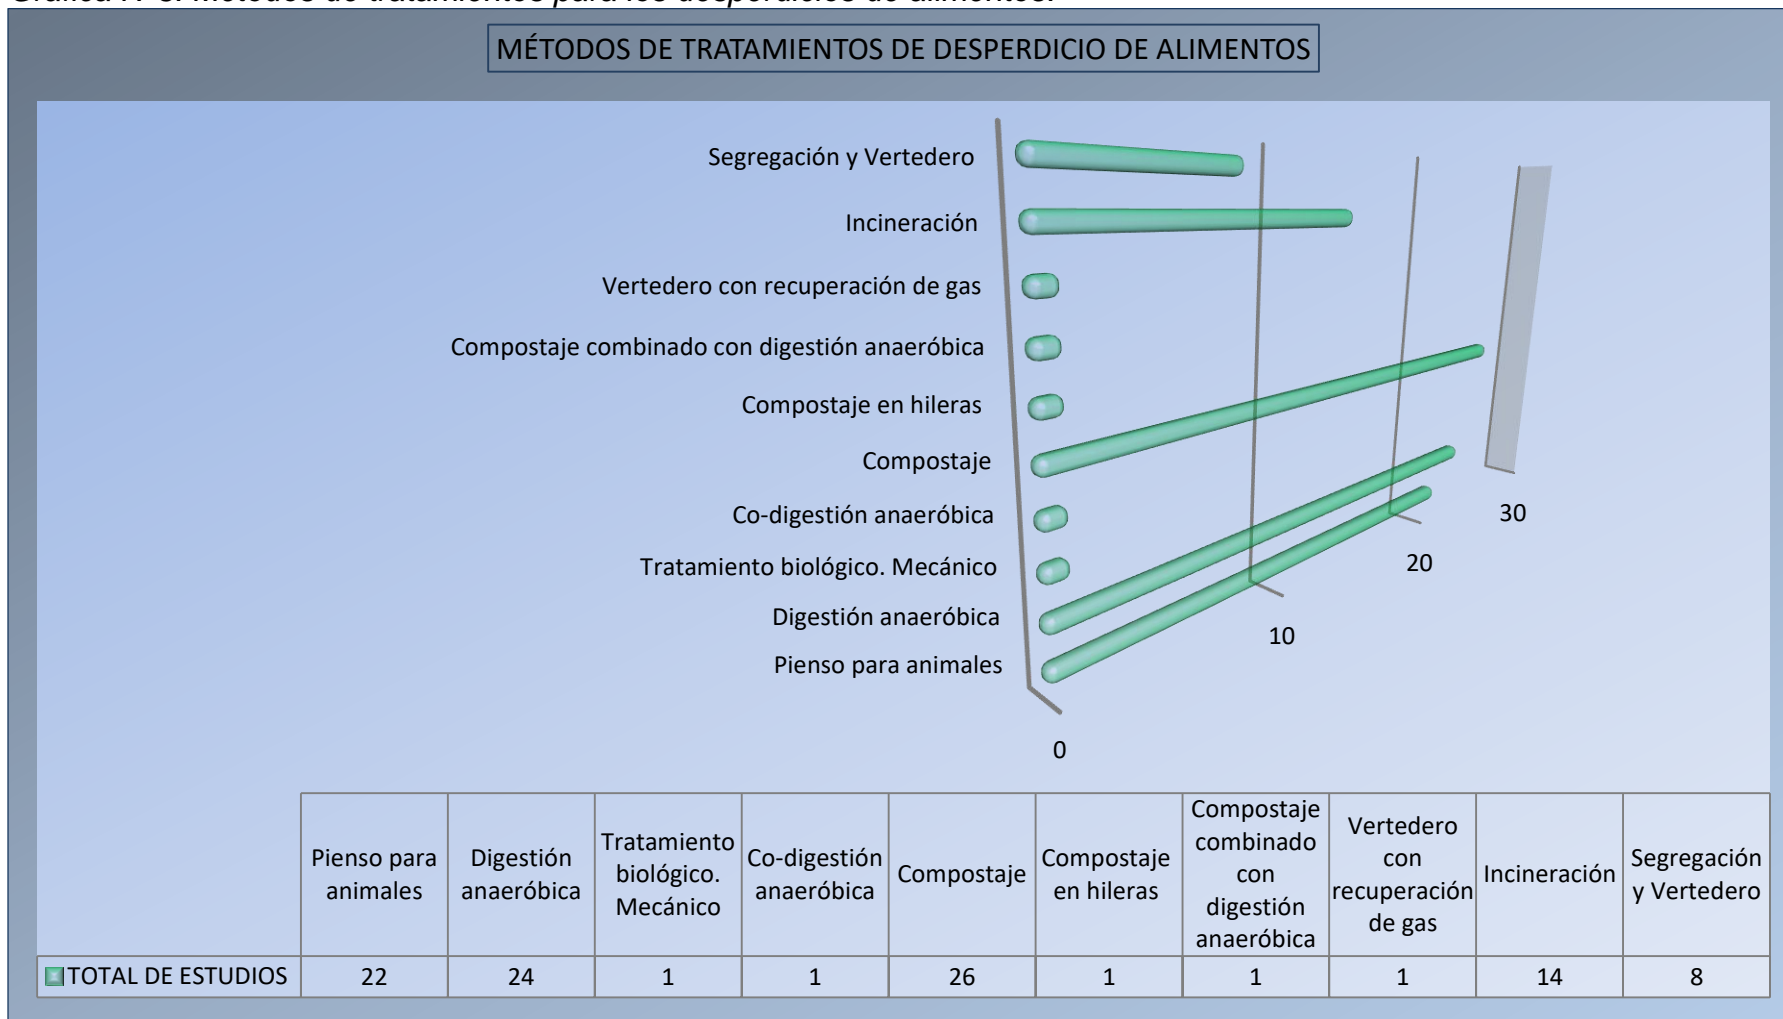 MÉTODOS DE TRATAMIENTOS DE DESPERDICIO DE ALIMENTOS
Segregación y Vertedero
Incineración
Vertedero con recuperación de gas
Compostaje combinado con digestión anaeróbica
Compostaje en hileras
Compostaje
Co-digestión anaeróbica
Tratamiento biológico. Mecánico
Digestión anaeróbica
Pienso para animales
0
10
20
30
Pienso para
animales
Digestión
anaeróbica
Tratamiento
biológico.
Mecánico
Co-digestión
anaeróbica
Compostaje
Compostaje
en hileras
Compostaje
combinado
con
digestión
anaeróbica
Vertedero
con
recuperación
de gas
Incineración
Segregación
y Vertedero
TOTAL DE ESTUDIOS 22 24 1 1 26 1 1 1 14 8